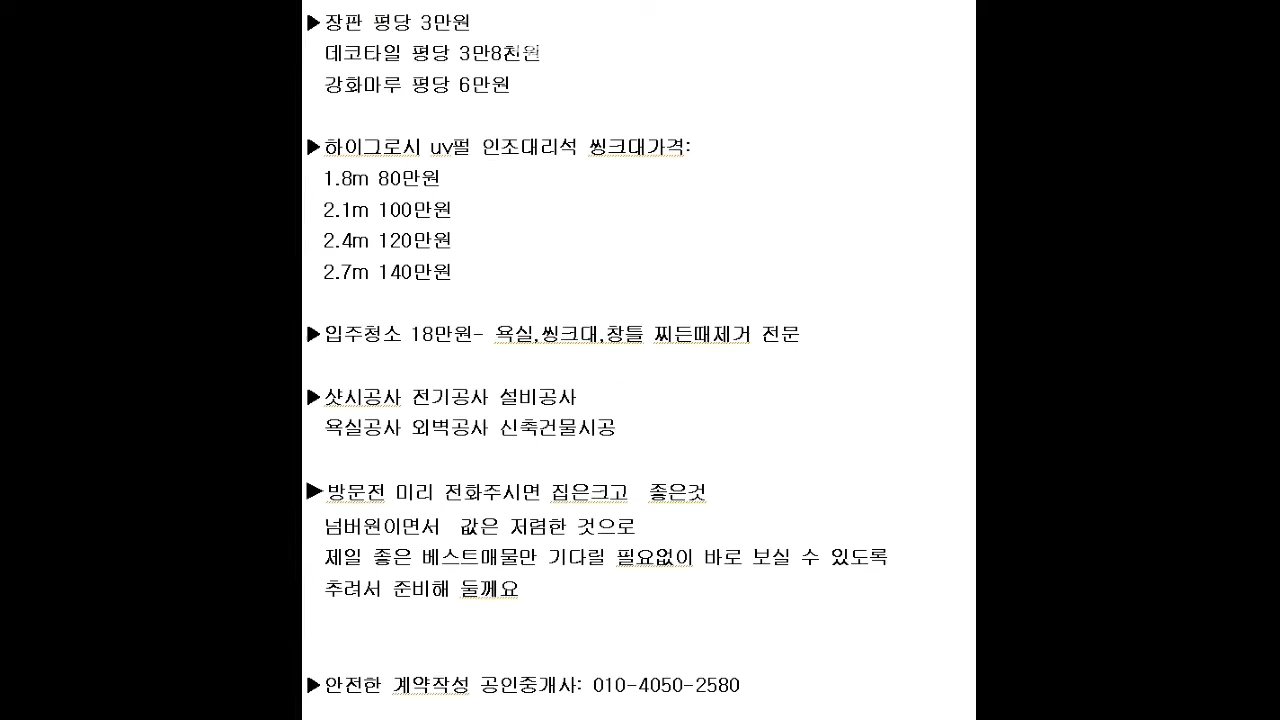 ▶장판 평당 3만원
데코타일 평당 3만8천원
강화마루 평당 6만원
▶하이그로시 uv펄 인조대리석 씽크대가격:
1.8m 80만원
2.1m 100만원
2.4m 120만원
2.7m 140만원
▶입주청소 18만원- 욕실,씽크대,창틀 찌든때제거 전문
▶샷시공사 전기공사 설비공사
욕실공사 외벽공사 신축건물시공
▶방문전 미리 전화주시면 집은크고 좋은것
넘버원이면서 값은 저렴한 것으로
제일 좋은 베스트매물만 기다릴 필요없이 바로 보실 수 있도록
추려서 준비해 둘께요
▶안전한 계약작성 공인중개사: 010-4050-2580